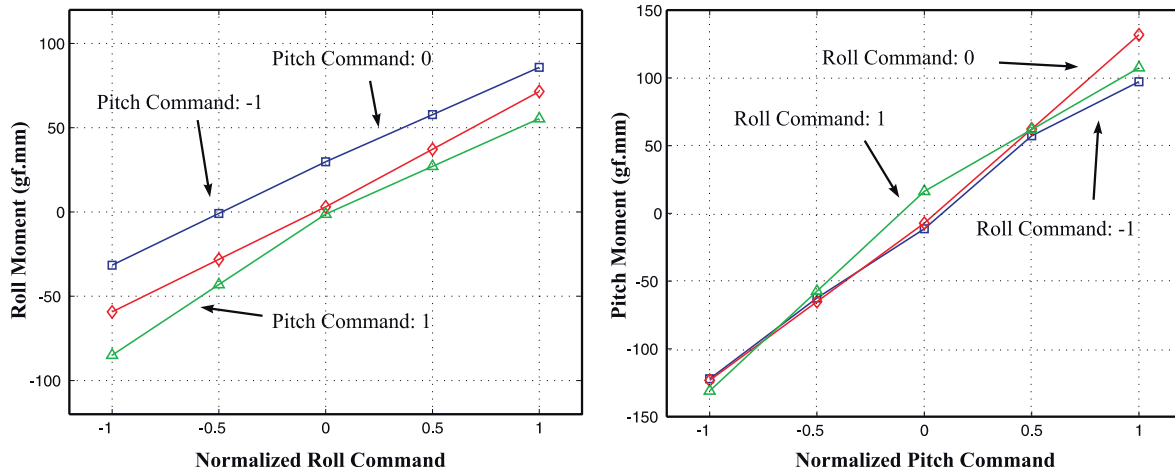 100
50
0
-50
-100
-1
-0.5
0
0.5
1
Roll Moment (gf.mm)
Normalized Roll Command
Pitch Command: 0
Pitch Command: -1
Pitch Command: 1
150
100
50
0
-50
-100
-150
-1
-0.5
0
0.5
1
Pitch Moment (gf.mm)
Normalized Pitch Command
Roll Command: 0
Roll Command: 1
Roll Command: -1